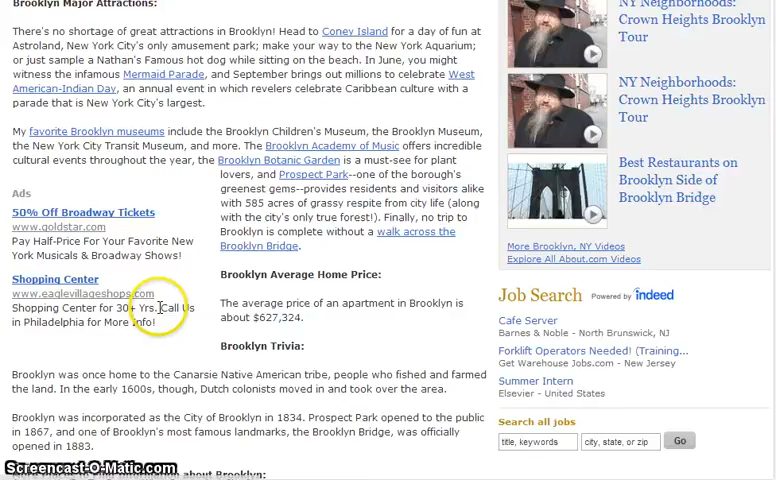 Brooklyn Major Attractions:
There's no shortage of great attractions in Brooklyn! Head to Coney Island for a day of fun at
Astroland, New York City's only amusement park; make your way to the New York Aquarium;
or just sample a Nathan's Famous hot dog while sitting on the beach. In June, you might
witness the infamous Mermaid Parade, and September brings out millions to celebrate West
American-Indian Day, an annual event in which revelers celebrate Caribbean culture with a
parade that is New York City's largest.
My favorite Brooklyn museums include the Brooklyn Children's Museum, the Brooklyn Museum,
the New York City Transit Museum, and more. The Brooklyn Academy of Music offers incredible
cultural events throughout the year, the Brooklyn Botanic Garden is a must-see for plant
lovers, and Prospect Park--one of the borough's
greenest gems--provides residents and visitors alike
with 585 acres of grassy respite from city life (along
with the city's only true forest!). Finally, no trip to
Brooklyn is complete without a walk across the
Brooklyn Bridge.
Ads
50% Off Broadway Tickets
www.goldstar.com
Pay Half-Price For Your Favorite New
York Musicals & Broadway Shows!
Shopping Center
www.eaglevillageshops.com
Shopping Center for 30+ Yrs. Call Us
in Philadelphia for More Info!
Brooklyn Average Home Price:
The average price of an apartment in Brooklyn is
about $627,324.
Brooklyn Trivia:
Brooklyn was once home to the Canarsie Native American tribe, people who fished and farmed
the land. In the early 1600s, though, Dutch colonists moved in and took over the area.
Brooklyn was incorporated as the City of Brooklyn in 1834. Prospect Park opened to the public
in 1867, and one of Brooklyn's most famous landmarks, the Brooklyn Bridge, was officially
opened in 1883.
More Places to Find Information about Brooklyn:
NY Neighborhoods:
Crown Heights Brooklyn
Tour
NY Neighborhoods:
Crown Heights Brooklyn
Tour
Best Restaurants on
Brooklyn Side of
Brooklyn Bridge
More Brooklyn, NY Videos
Explore All About.com Videos
Job Search Powered by indeed
Cafe Server
Barnes & Noble - North Brunswick, NJ
Forklift Operators Needed! (Training...
Get Warehouse Jobs.com - New Jersey
Summer Intern
Elsevier - United States
Search all jobs
title, keywords city, state, or zip Go
Screencast-O-Matic.com